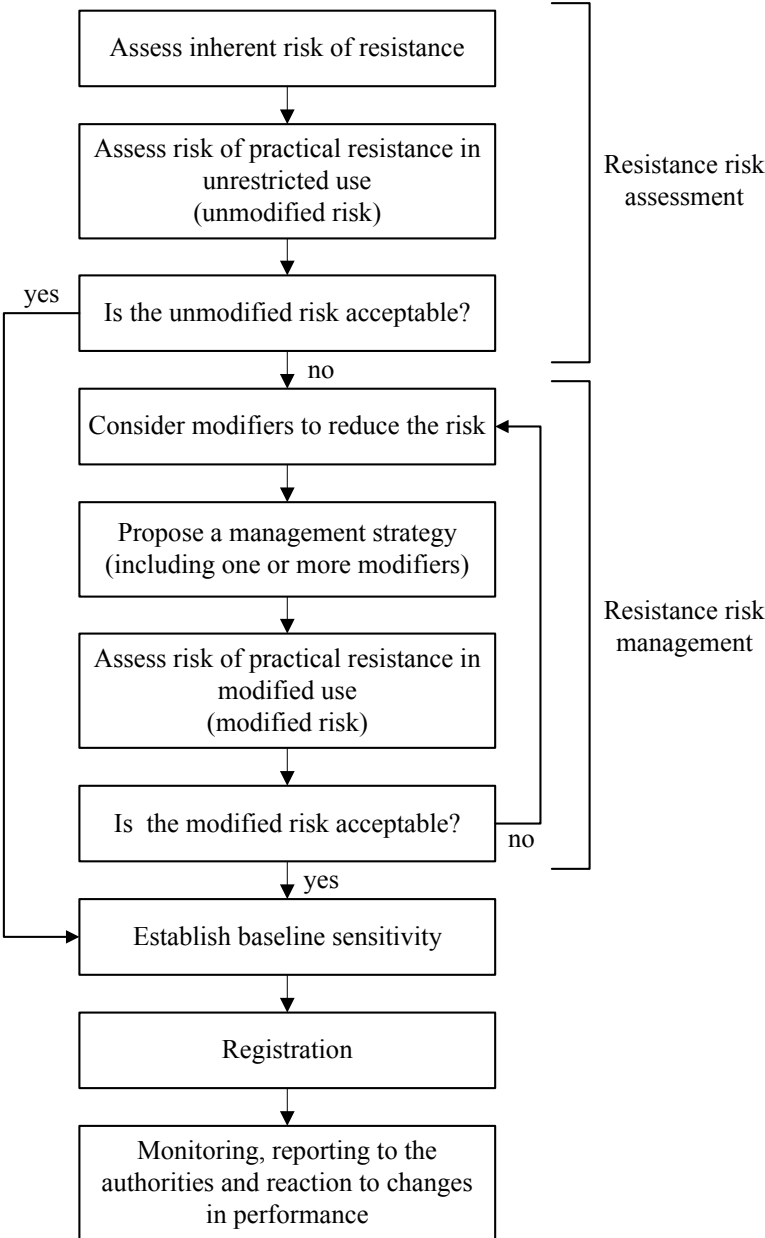 Assess inherent risk of resistance
Assess risk of practical resistance in
unrestricted use
(unmodified risk)
Resistance risk
assessment
yes
Is the unmodified risk acceptable?
no
Consider modifiers to reduce the risk
Propose a management strategy
(including one or more modifiers)
Resistance risk
management
Assess risk of practical resistance in
modified use
(modified risk)
Is the modified risk acceptable?
no
yes
Establish baseline sensitivity
Registration
Monitoring, reporting to the
authorities and reaction to changes
in performance